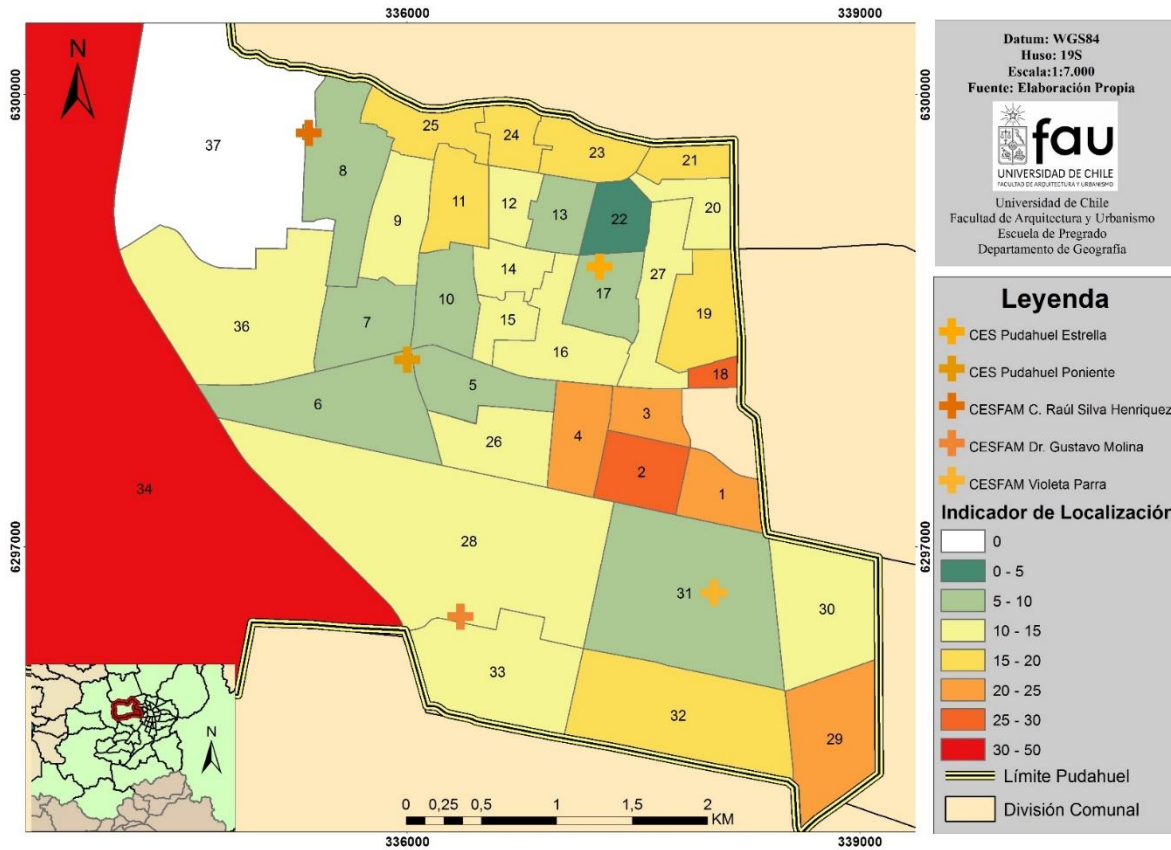 336000
339000
N
6300000
6300000
25
24
23
21
37
8
9
11
12
13
22
20
14
27
17
10
19
36
7
15
16
18
5
3
6
26
4
2
1
34
28
31
30
33
32
29
6297000
6297000
N
0 0,25 0,5 1 1,5 2
KM
336000
339000
Datum: WGS84
Huso: 19S
Escala:1:7.000
Fuente: Elaboración Propia
fau
UNIVERSIDAD DE CHILE
FACULTAD DE ARQUITECTURA Y URBANISMO
Universidad de Chile
Facultad de Arquitectura y Urbanismo
Escuela de Pregrado
Departamento de Geografía
Leyenda
CES Pudahuel Estrella
CES Pudahuel Poniente
CESFAM C. Raúl Silva Henriquez
CESFAM Dr. Gustavo Molina
CESFAM Violeta Parra
Indicador de Localización
0
0 - 5
5 - 10
10 - 15
15 - 20
20 - 25
25 - 30
30 - 50
Límite Pudahuel
División Comunal